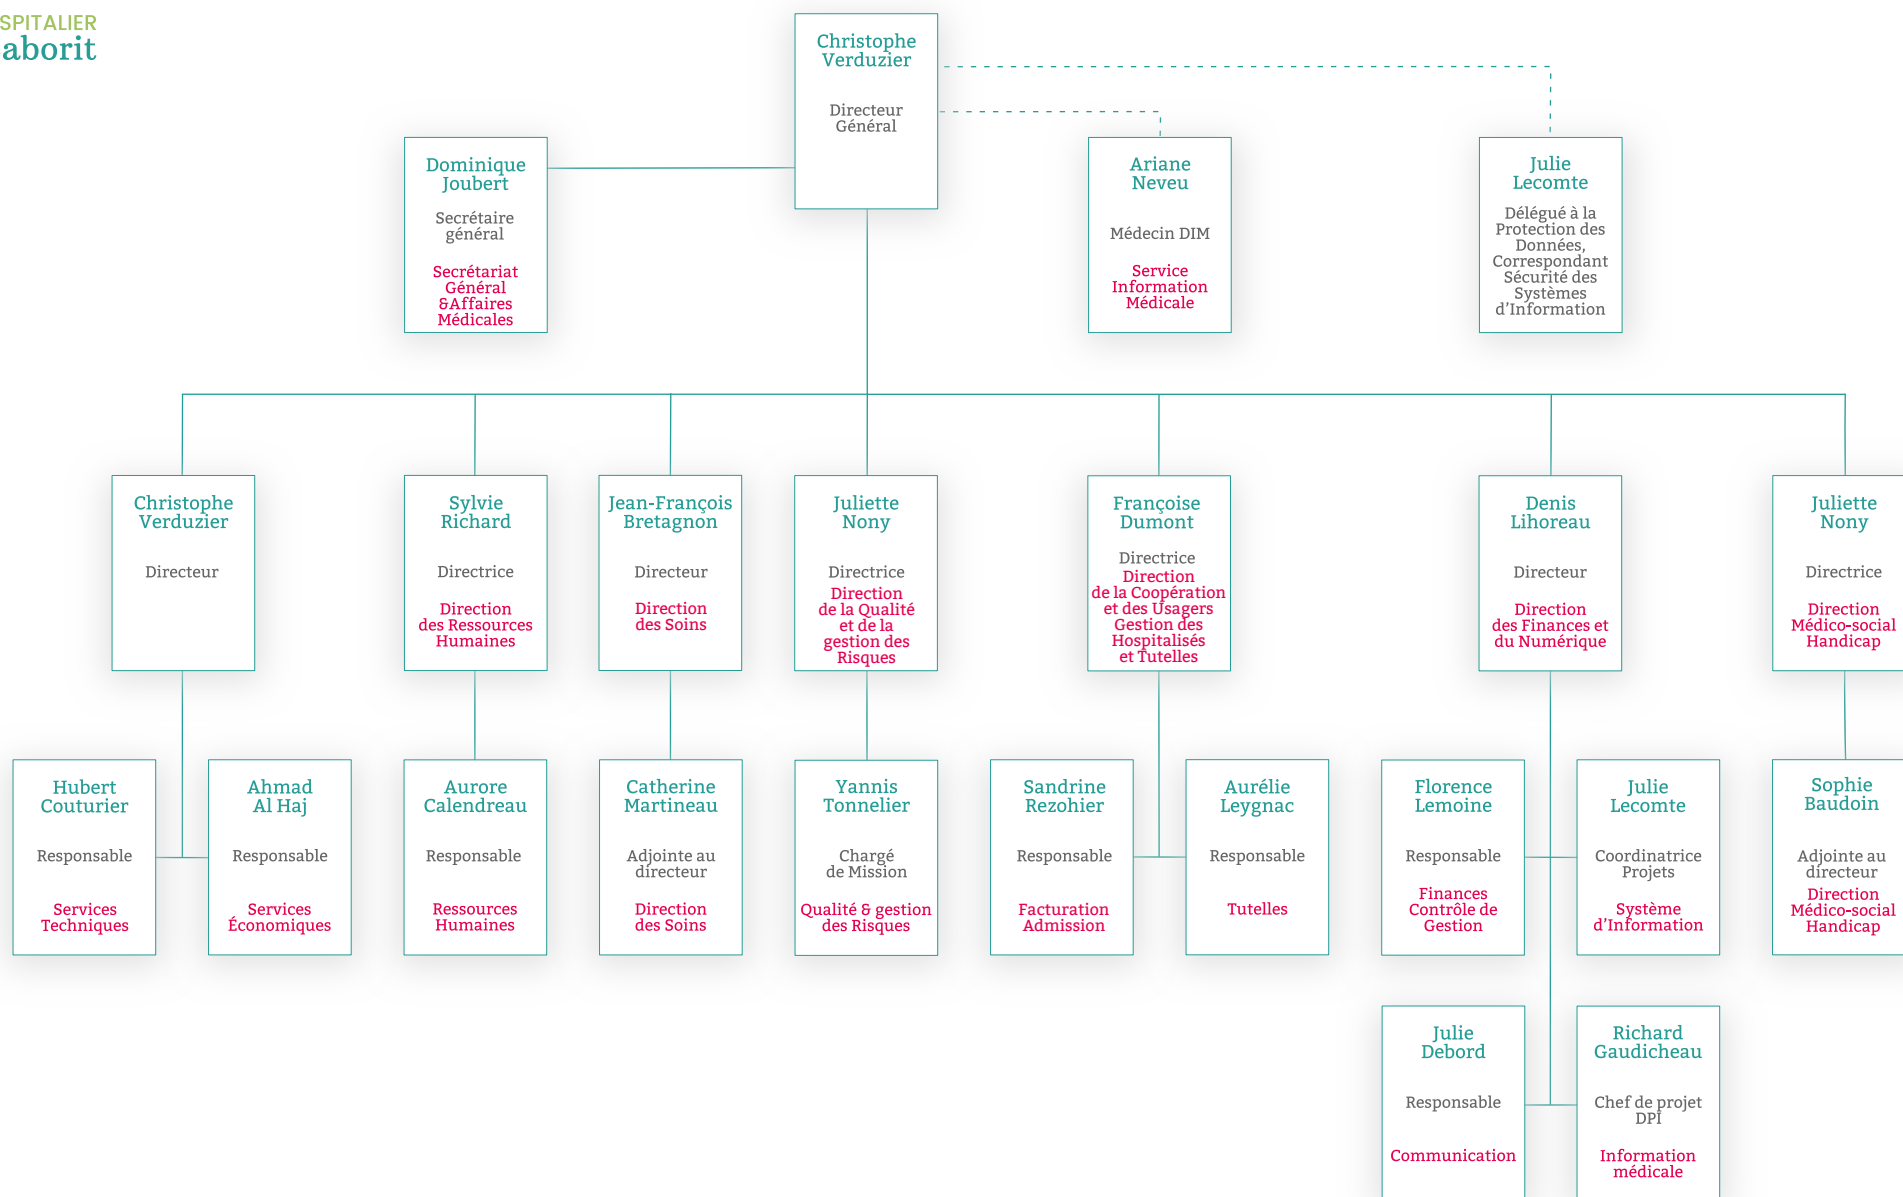 SPITALIER
aborit
Christophe
Verduzier
Directeur
Général
Dominique
Joubert
Secrétaire
général
Secrétariat
Général
&Affaires
Médicales
Ariane
Neveu
Médecin DIM
Service
Information
Médicale
Julie
Lecomte
Délégué à la
Protection des
Données,
Correspondant
Sécurité des
Systèmes
d’Information
Christophe
Verduzier
Directeur
Sylvie
Richard
Directrice
Direction
des Ressources
Humaines
Jean-François
Bretagnon
Directeur
Direction
des Soins
Juliette
Nony
Directrice
Direction
de la Qualité
et de la
gestion des
Risques
Françoise
Dumont
Directrice
Direction
de la Coopération
et des Usagers
Gestion des
Hospitalisés
et Tutelles
Denis
Lihoreau
Directeur
Direction
des Finances et
du Numérique
Juliette
Nony
Directrice
Direction
Médico-social
Handicap
Hubert
Couturier
Responsable
Services
Techniques
Ahmad
Al Haj
Responsable
Services
Économiques
Aurore
Calendreau
Responsable
Ressources
Humaines
Catherine
Martineau
Adjointe au
directeur
Direction
des Soins
Yannis
Tonnelier
Chargé
de Mission
Qualité & gestion
des Risques
Sandrine
Rezohier
Responsable
Facturation
Admission
Aurélie
Leygnac
Responsable
Tutelles
Florence
Lemoine
Responsable
Finances
Contrôle de
Gestion
Julie
Lecomte
Coordinatrice
Projets
Système
d’Information
Sophie
Baudoin
Adjointe au
directeur
Direction
Médico-social
Handicap
Julie
Debord
Responsable
Communication
Richard
Gaudicheau
Chef de projet
DPI
Information
médicale